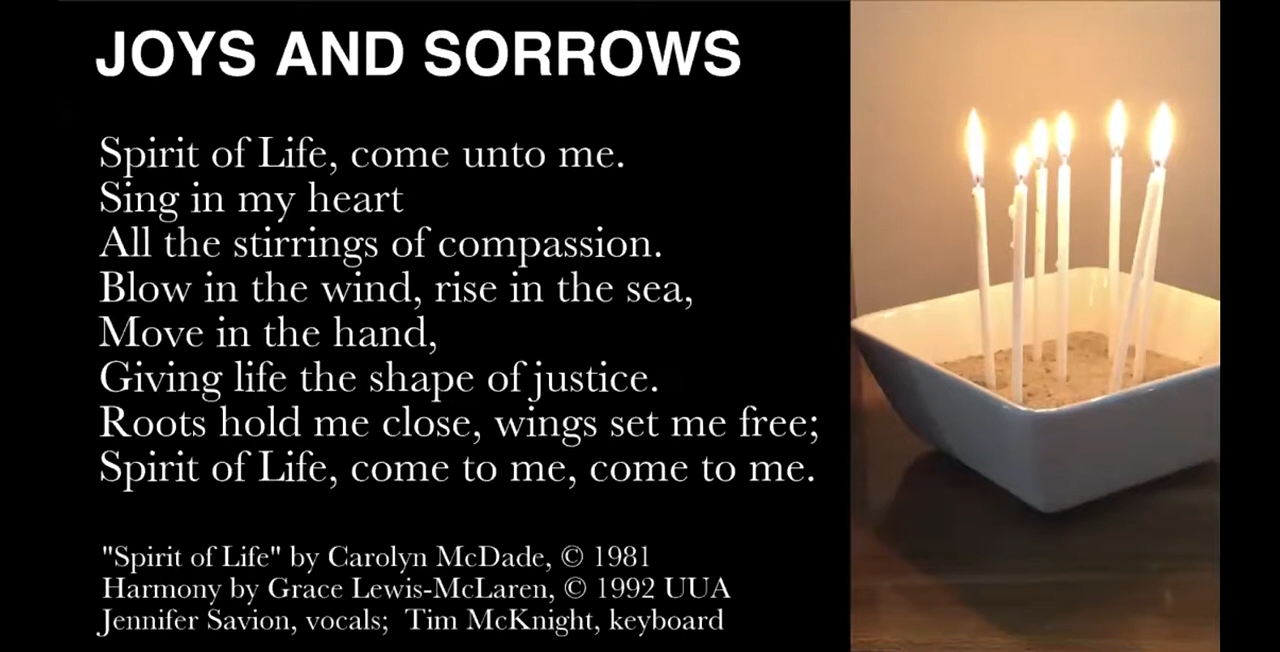 JOYS AND SORROWS
Spirit of Life, come unto me.
Sing in my heart
All the stirrings of compassion.
Blow in the wind, rise in the sea,
Move in the hand,
Giving life the shape of justice.
Roots hold me close, wings set me free;
Spirit of Life, come to me, come to me.
"Spirit of Life" by Carolyn McDade, © 1981
Harmony by Grace Lewis-McLaren, © 1992 UUA
Jennifer Savion, vocals;  Tim McKnight, keyboard